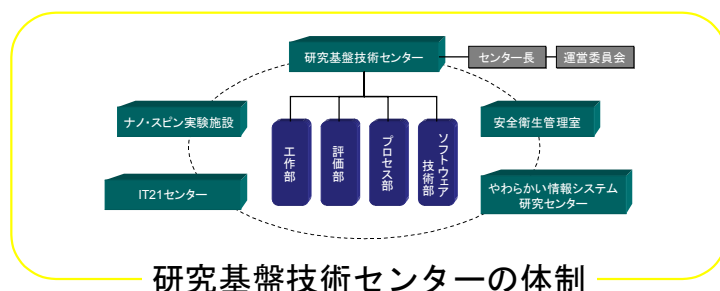 研究基盤技術センター
センター長
運営委員会
ナノ・スピン実験施設
安全衛生管理室
工作部
評価部
プロセス部
ソフトウェア
技術部
IT21センター
やわらかい情報システム
研究センター
研究基盤技術センターの体制